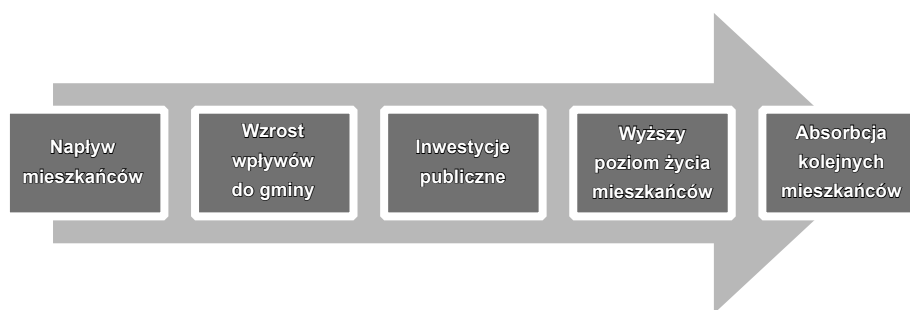 Napływ
mieszkańców
Wzrost
wpływów
do gminy
Inwestycje
publiczne
Wyższy
poziom życia
mieszkańców
Absorbcja
kolejnych
mieszkańców